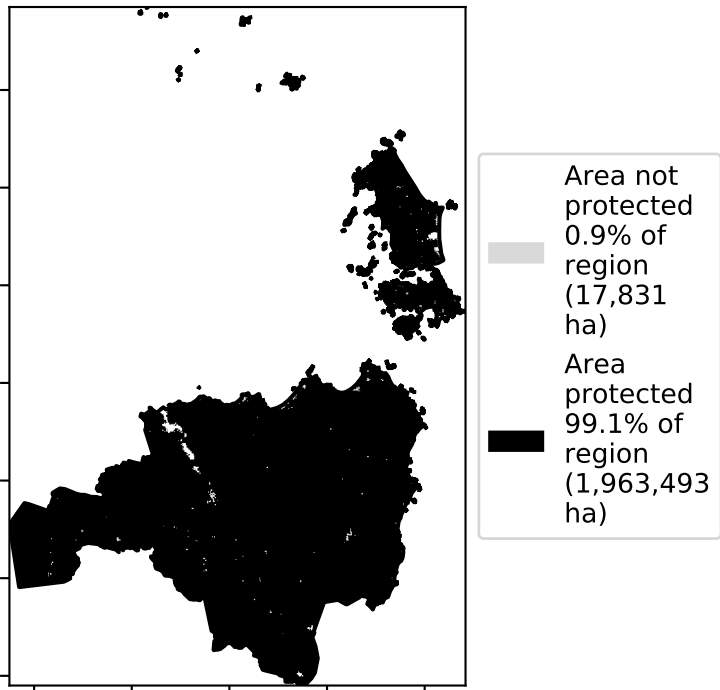 Area not
protected
0.9% of
region
(17,831
ha)
Area
protected
99.1% of
region
(1,963,493
ha)